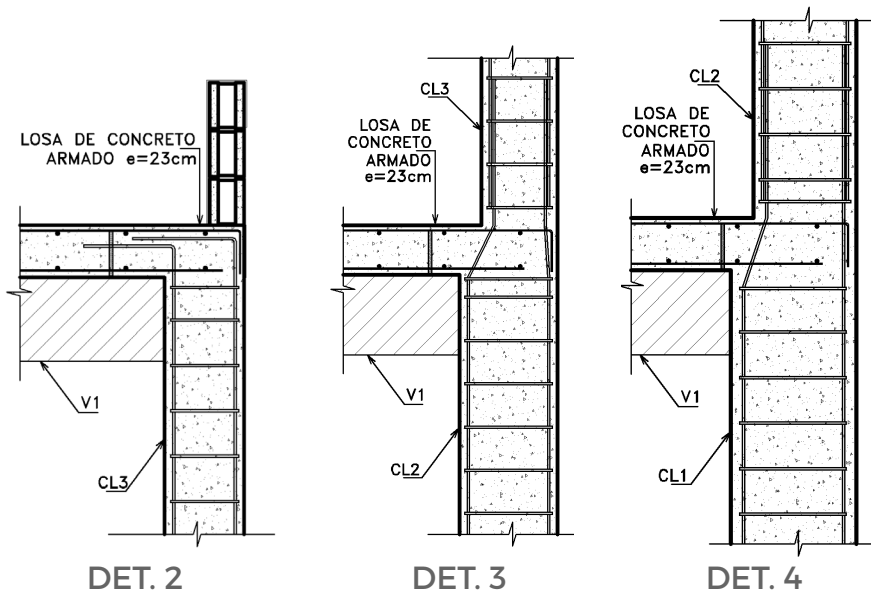 LOSA DE CONCRETO
ARMADO e=23cm
V1
CL3
DET. 2
CL3
LOSA DE
CONCRETO
ARMADO
e=23cm
V1
CL2
DET. 3
CL2
LOSA DE
CONCRETO
ARMADO
e=23cm
V1
CL1
DET. 4